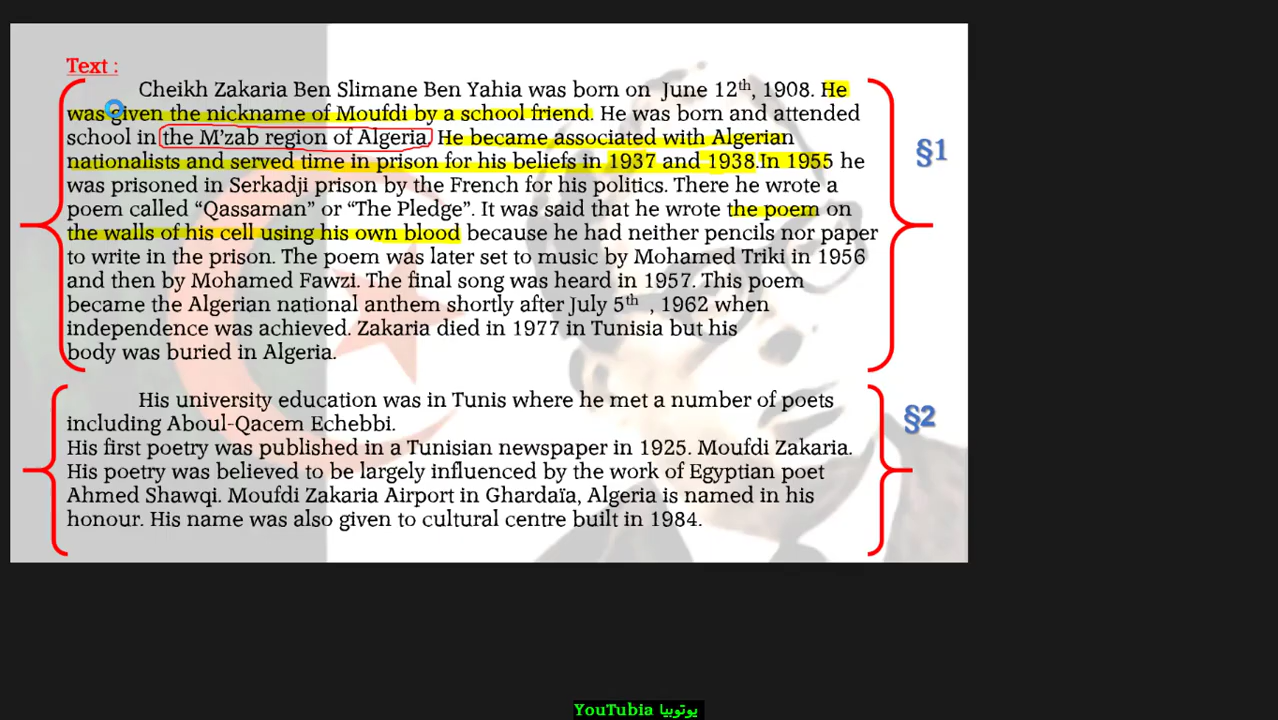 Text :
Cheikh Zakaria Ben Slimane Ben Yahia was born on June 12th, 1908. He
was given the nickname of Moufdi by a school friend. He was born and attended
school in the M'zab region of Algeria. He became associated with Algerian
nationalists and served time in prison for his beliefs in 1937 and 1938.In 1955 he
was prisoned in Serkadji prison by the French for his politics. There he wrote a
poem called “Qassaman” or “The Pledge”. It was said that he wrote the poem on
the walls of his cell using his own blood because he had neither pencils nor paper
to write in the prison. The poem was later set to music by Mohamed Triki in 1956
and then by Mohamed Fawzi. The final song was heard in 1957. This poem
became the Algerian national anthem shortly after July 5th , 1962 when
independence was achieved. Zakaria died in 1977 in Tunisia but his
body was buried in Algeria.
§1
His university education was in Tunis where he met a number of poets
including Aboul-Qacem Echebbi.
His first poetry was published in a Tunisian newspaper in 1925. Moufdi Zakaria.
His poetry was believed to be largely influenced by the work of Egyptian poet
Ahmed Shawqi. Moufdi Zakaria Airport in Ghardaïa, Algeria is named in his
honour. His name was also given to cultural centre built in 1984.
§2
YouTubia يوتوبيا